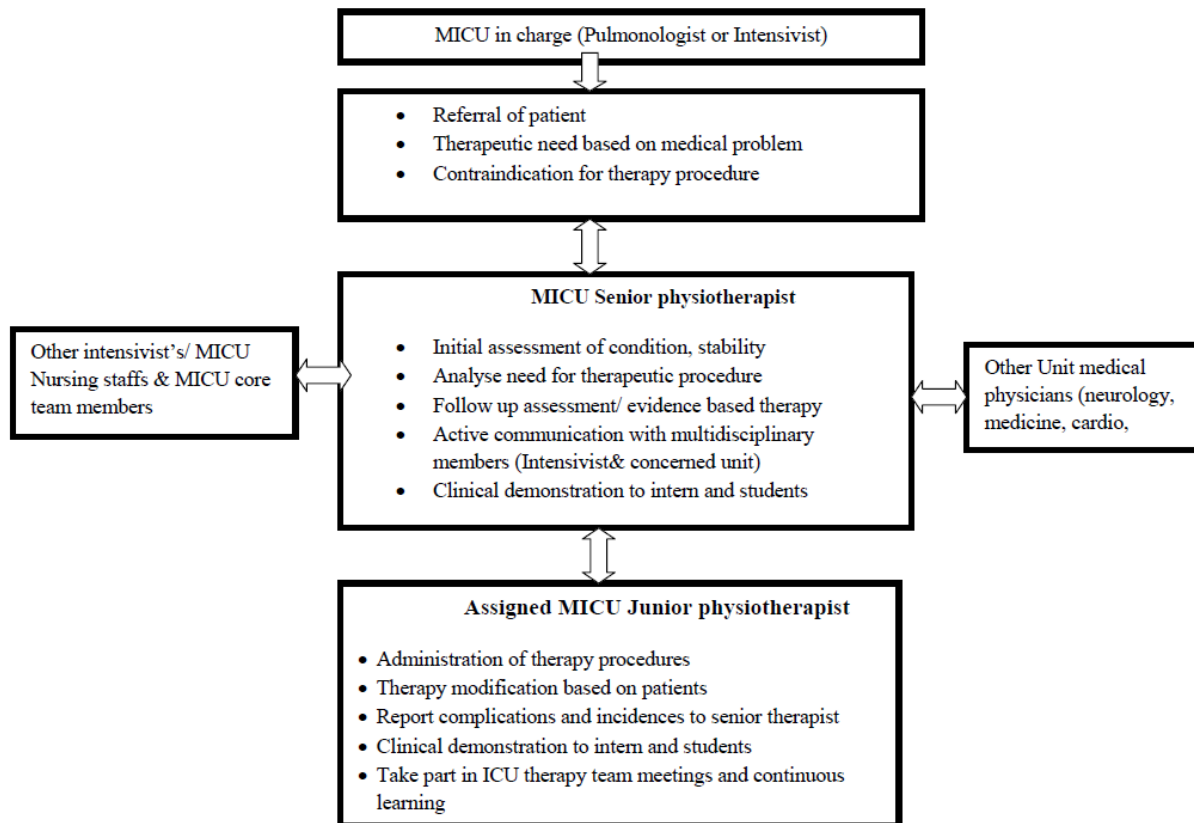 MICU in charge (Pulmonologist or Intensivist)
• Referral of patient
• Therapeutic need based on medical problem
• Contraindication for therapy procedure
MICU Senior physiotherapist
• Initial assessment of condition, stability
• Analyse need for therapeutic procedure
• Follow up assessment/ evidence based therapy
• Active communication with multidisciplinary
members (Intensivist& concerned unit)
• Clinical demonstration to intern and students
Other intensivist's/ MICU
Nursing staffs & MICU core
team members
Other Unit medical
physicians (neurology,
medicine, cardio,
Assigned MICU Junior physiotherapist
• Administration of therapy procedures
• Therapy modification based on patients
• Report complications and incidences to senior therapist
• Clinical demonstration to intern and students
• Take part in ICU therapy team meetings and continuous
learning